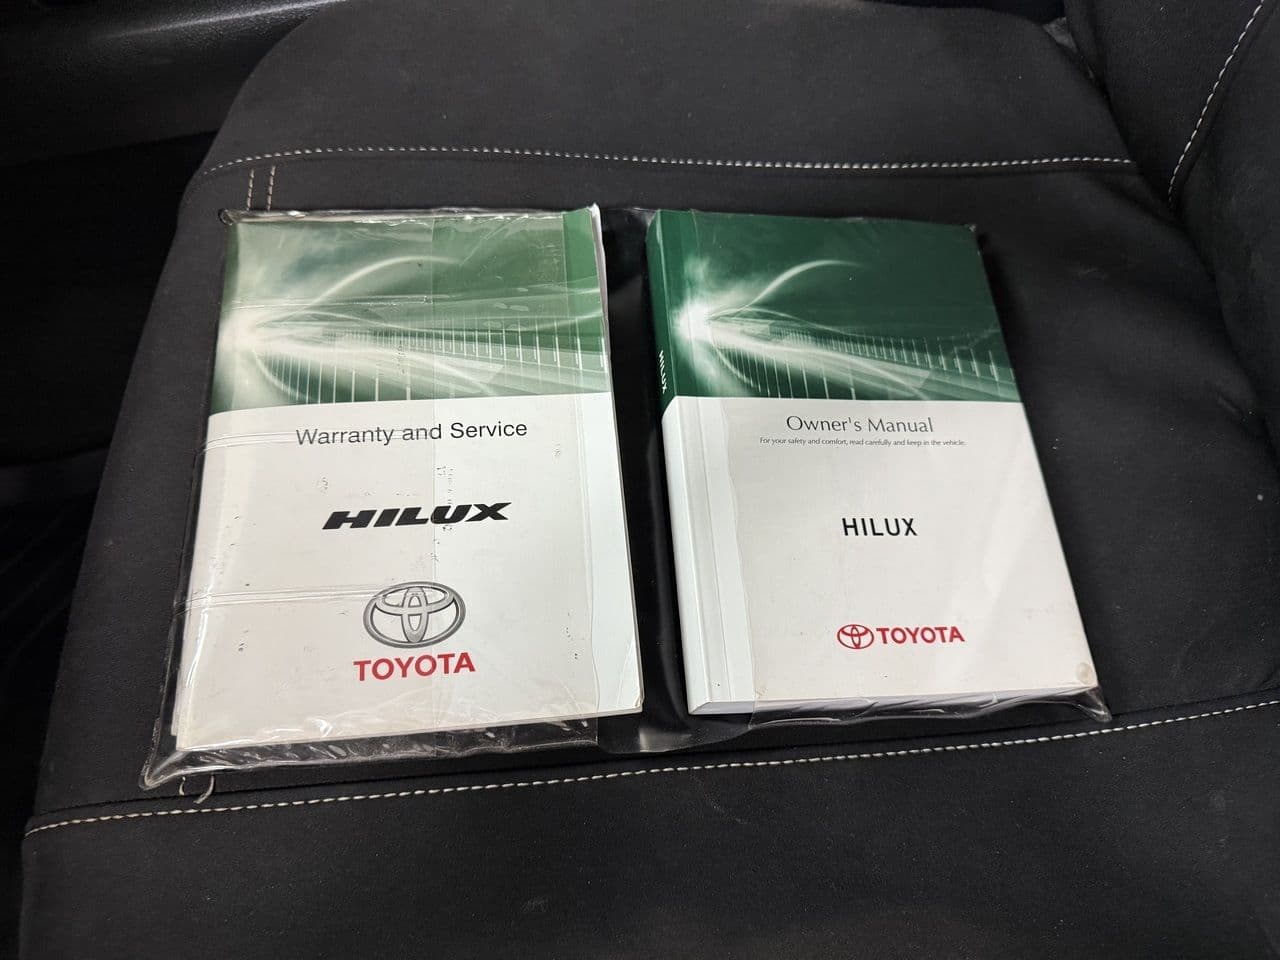 Warranty and Service
HILUX
TOYOTA
HILUX
Owner's Manual
For your safety and comfort, read carefully and keep in the vehicle.
HILUX
TOYOTA